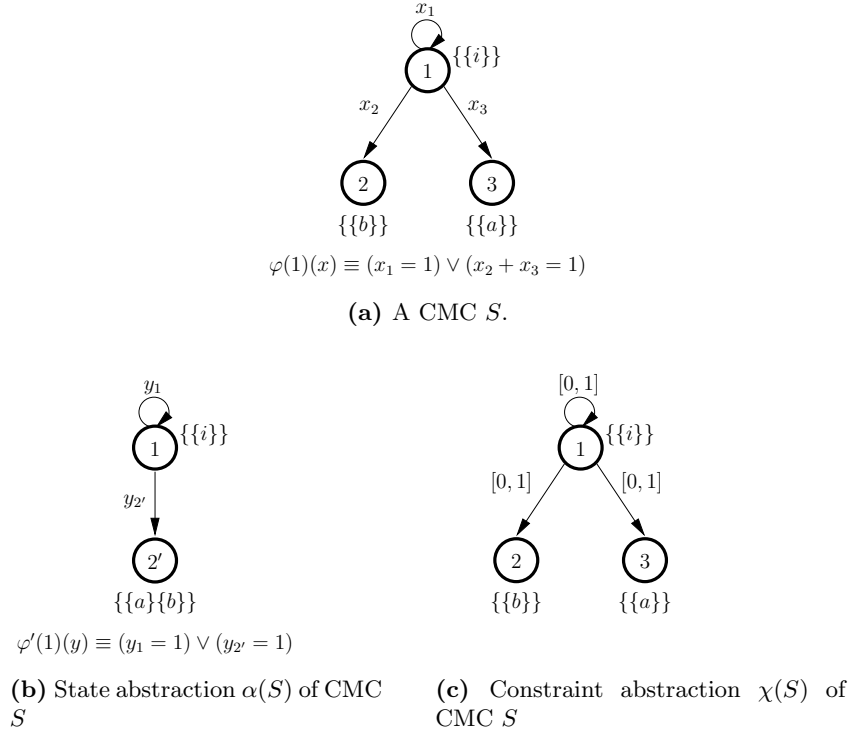 x₁
1 {{i}}
x₂ x₃
2 3
{{b}} {{a}}
φ(1)(x) ≡ (x₁ = 1) ∨ (x₂ + x₃ = 1)
(a) A CMC S.
y₁
1 {{i}}
y₂′
2′
{{a}{b}}
φ′(1)(y) ≡ (y₁ = 1) ∨ (y₂′ = 1)
(b) State abstraction α(S) of CMC
S
[0, 1]
1 {{i}}
[0, 1] [0, 1]
2 3
{{b}} {{a}}
(c) Constraint abstraction χ(S) of
CMC S